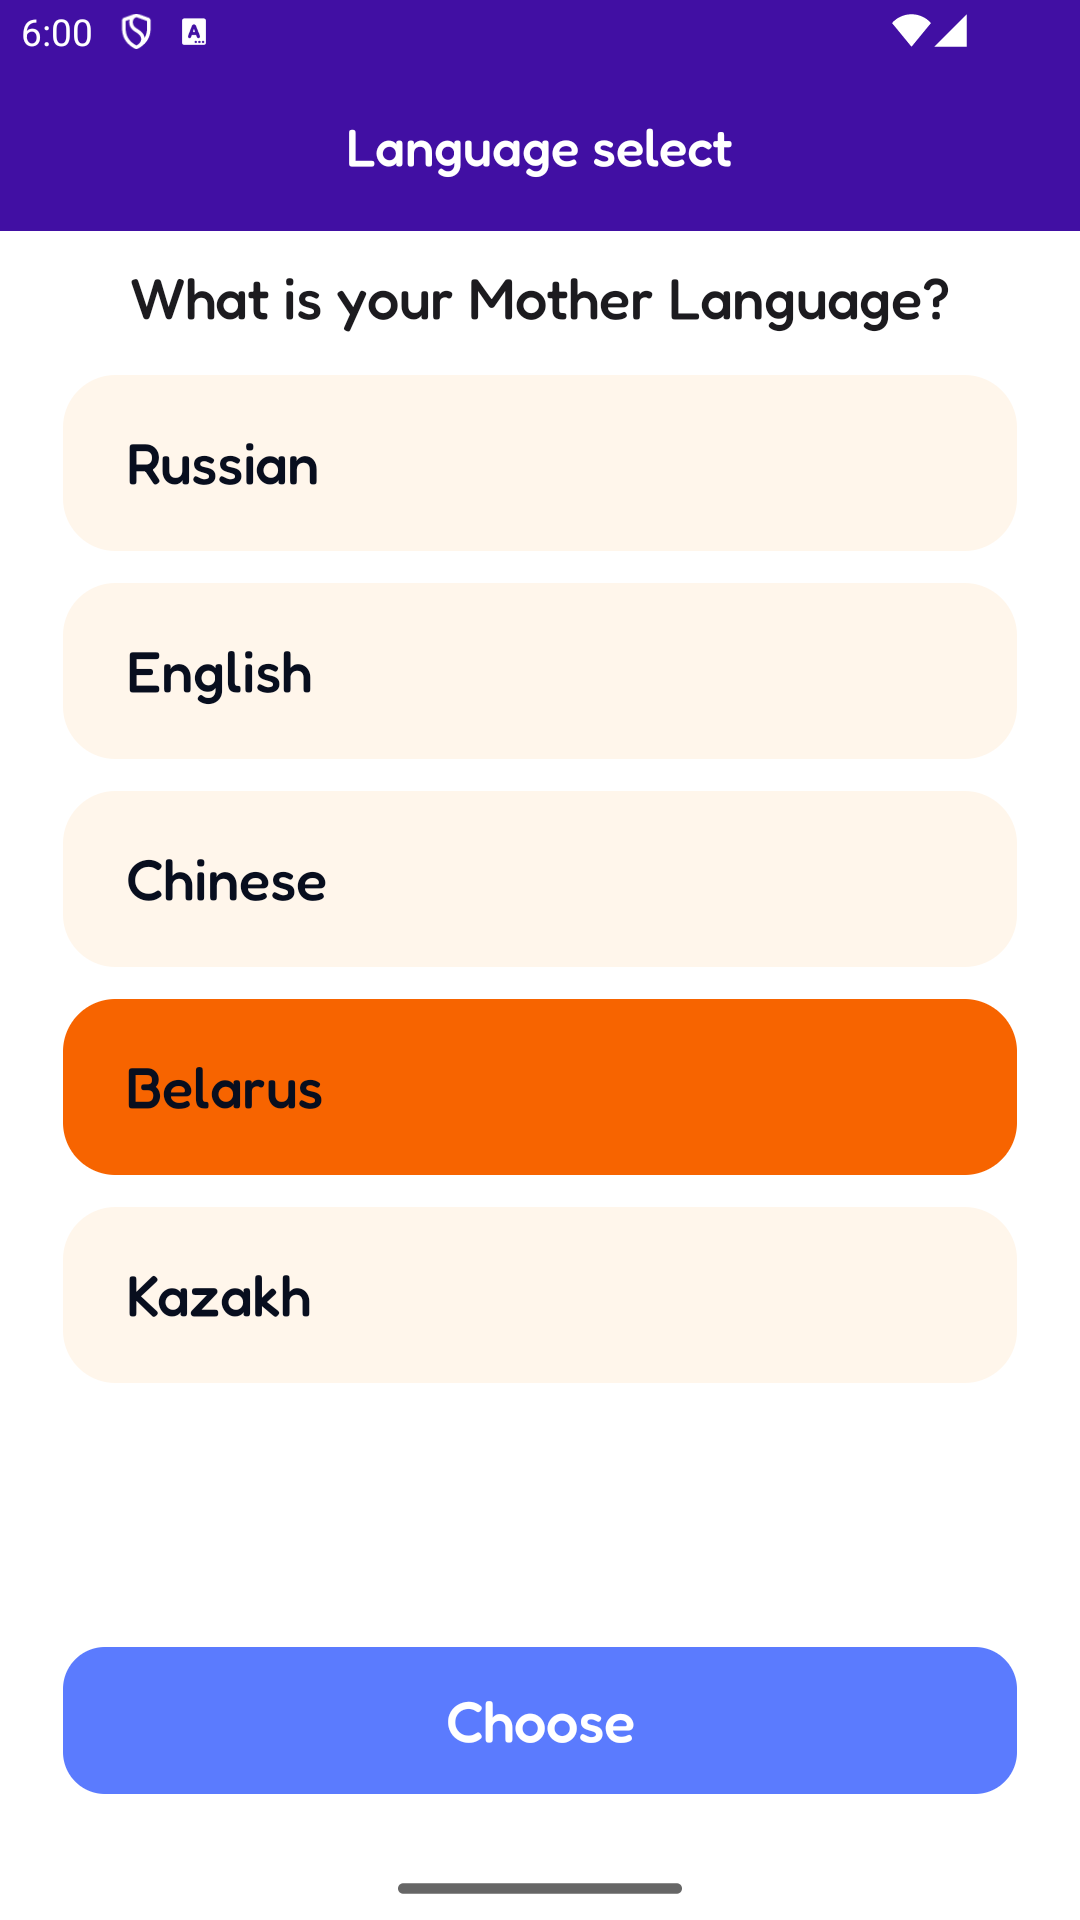 6:00
Language select
What is your Mother Language?
Russian
English
Chinese
Belarus
Kazakh
Choose